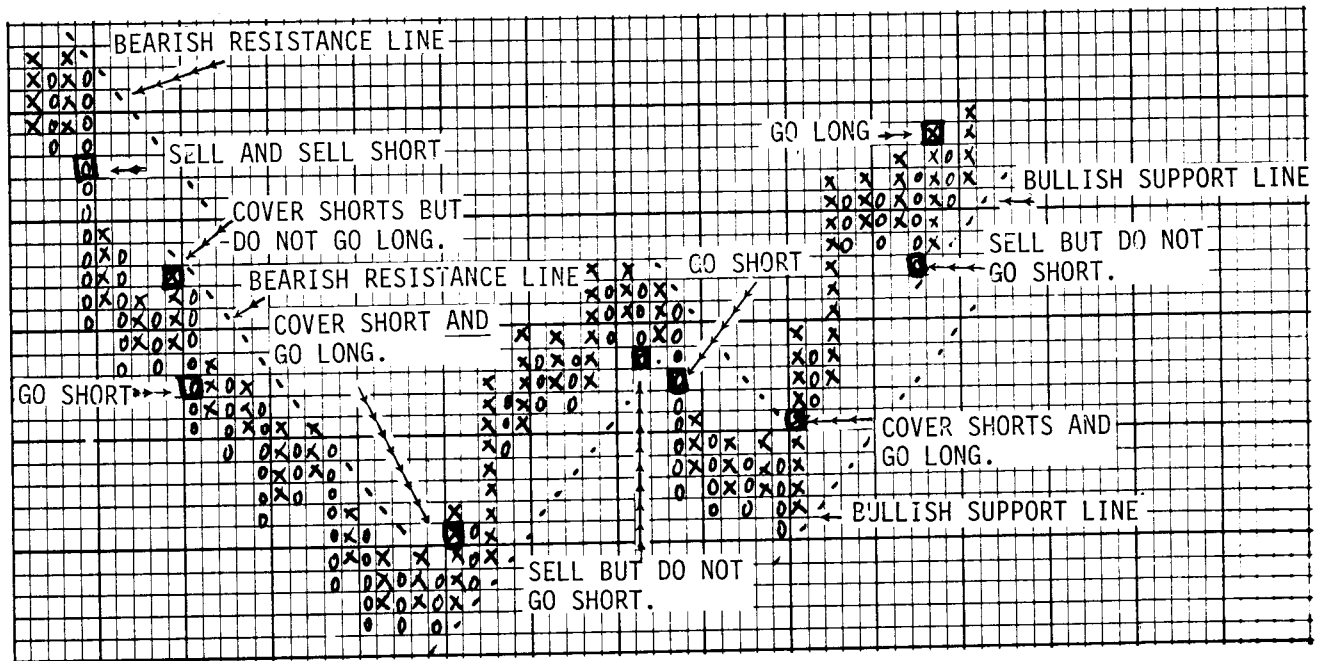 BEARISH RESISTANCE LINE
SELL AND SELL SHORT
COVER SHORTS BUT
DO NOT GO LONG.
BEARISH RESISTANCE LINE
COVER SHORT AND
GO LONG.
GO SHORT
GO SHORT
GO LONG
BULLISH SUPPORT LINE
SELL BUT DO NOT
GO SHORT.
COVER SHORTS AND
GO LONG.
BULLISH SUPPORT LINE
SELL BUT DO NOT
GO SHORT.